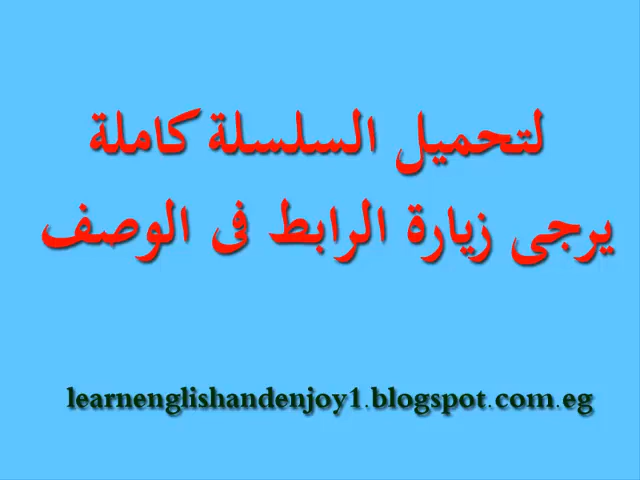 لتحميل السلسلة كاملة
يرجى زيارة الرابط فى الوصف
learnenglishandenjoy1.blogspot.com.eg